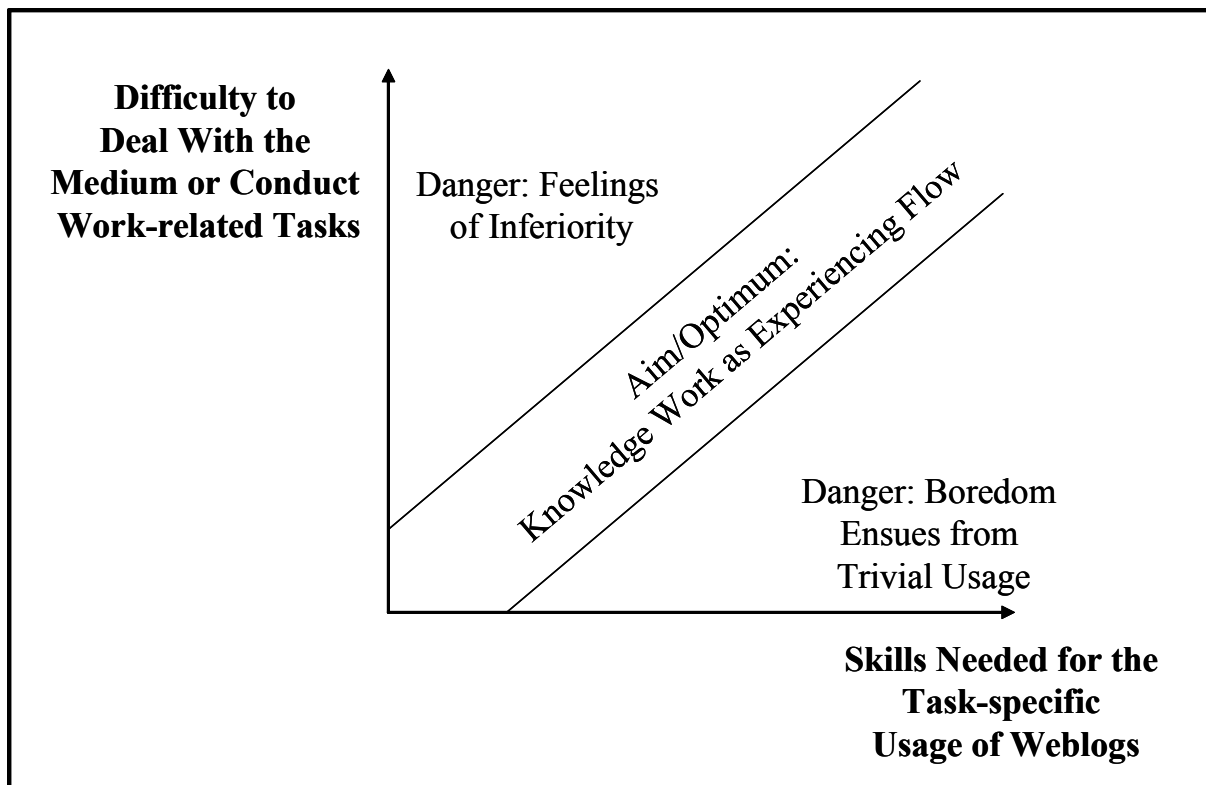 Difficulty to
Deal With the
Medium or Conduct
Work-related Tasks
Danger: Feelings
of Inferiority
Aim/Optimum:
Knowledge Work as Experiencing Flow
Danger: Boredom
Ensues from
Trivial Usage
Skills Needed for the
Task-specific
Usage of Weblogs